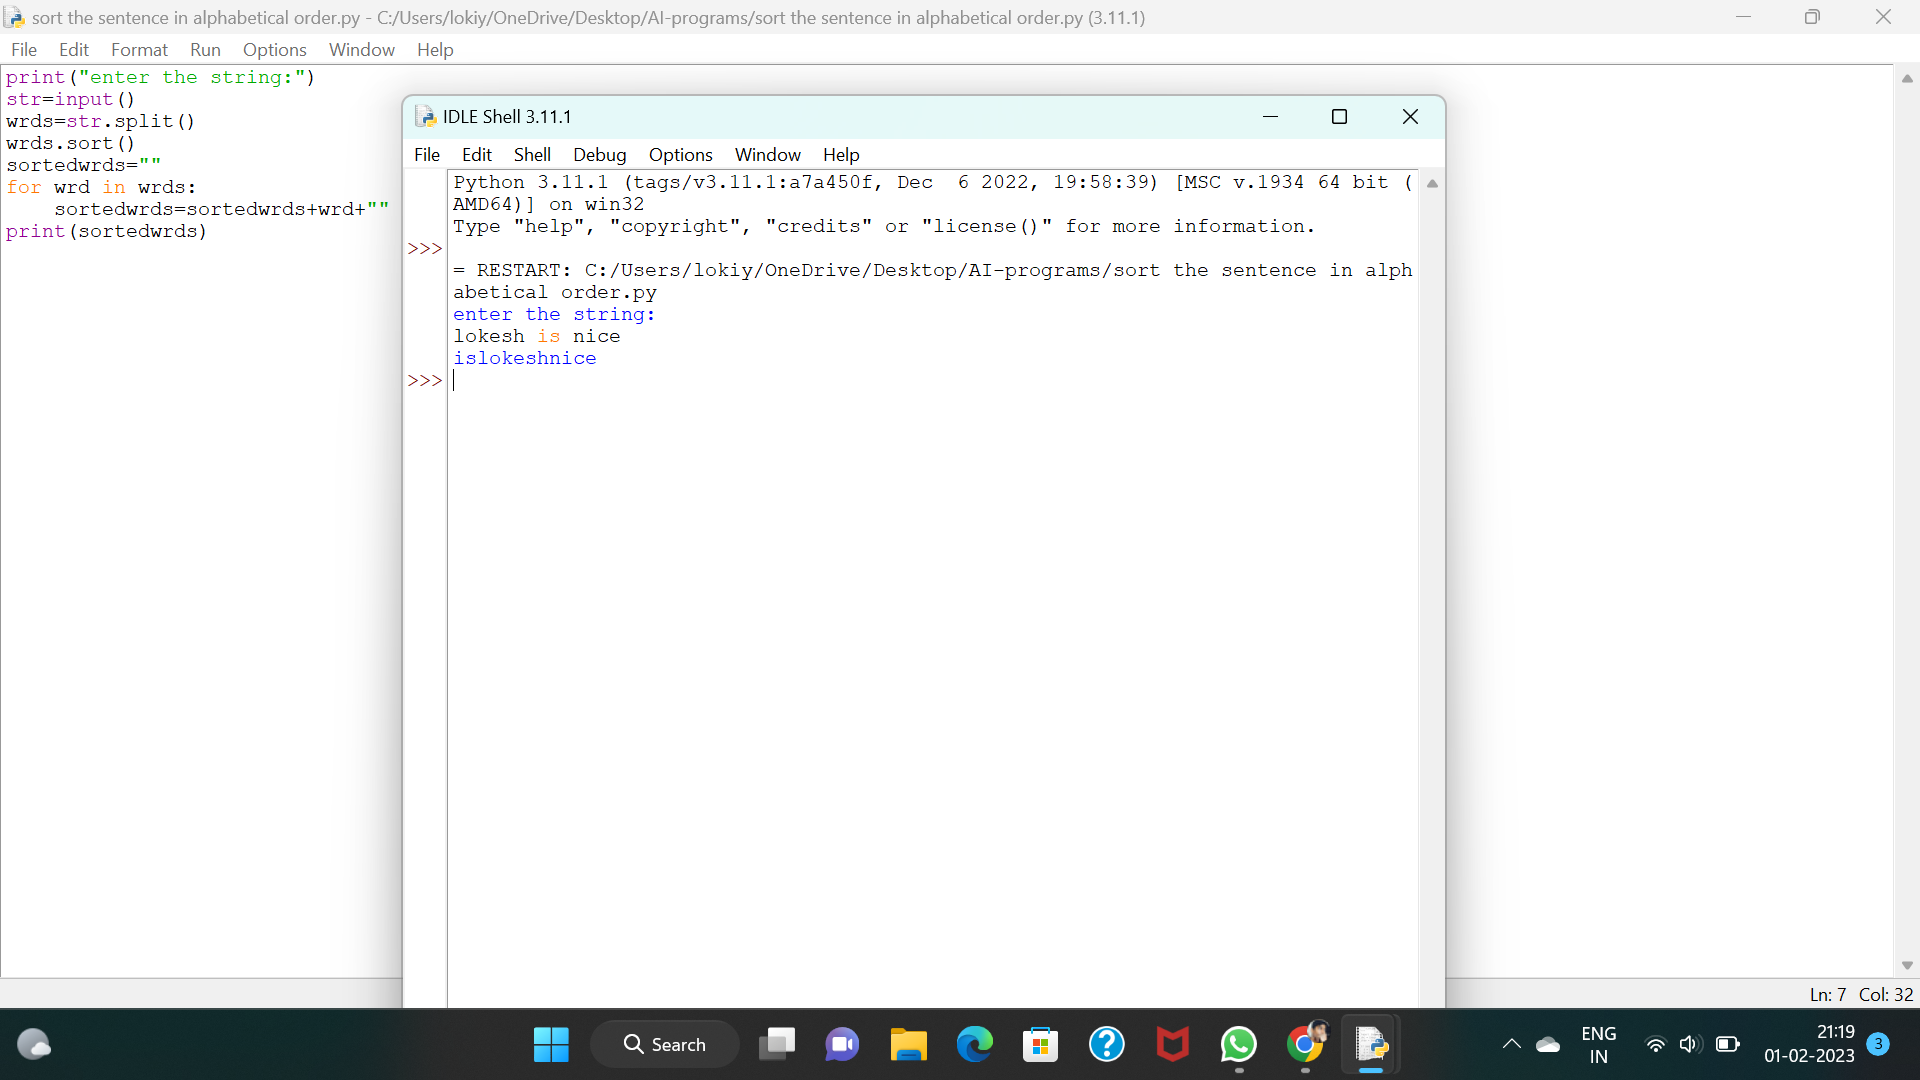 sort the sentence in alphabetical order.py - C:/Users/lokiy/OneDrive/Desktop/AI-programs/sort the sentence in alphabetical order.py (3.11.1)
File Edit Format Run Options Window Help
print("enter the string:")
str=input()
wrds=str.split()
wrds.sort()
sortedwrds=""
for wrd in wrds:
    sortedwrds=sortedwrds+wrd+""
print(sortedwrds)
IDLE Shell 3.11.1
File Edit Shell Debug Options Window Help
Python 3.11.1 (tags/v3.11.1:a7a450f, Dec  6 2022, 19:58:39) [MSC v.1934 64 bit (
AMD64)] on win32
Type "help", "copyright", "credits" or "license()" for more information.
>>>
= RESTART: C:/Users/lokiy/OneDrive/Desktop/AI-programs/sort the sentence in alph
abetical order.py
enter the string:
lokesh is nice
islokeshnice
>>>
Ln: 7 Col: 32
Search
ENG
IN
21:19
01-02-2023
3